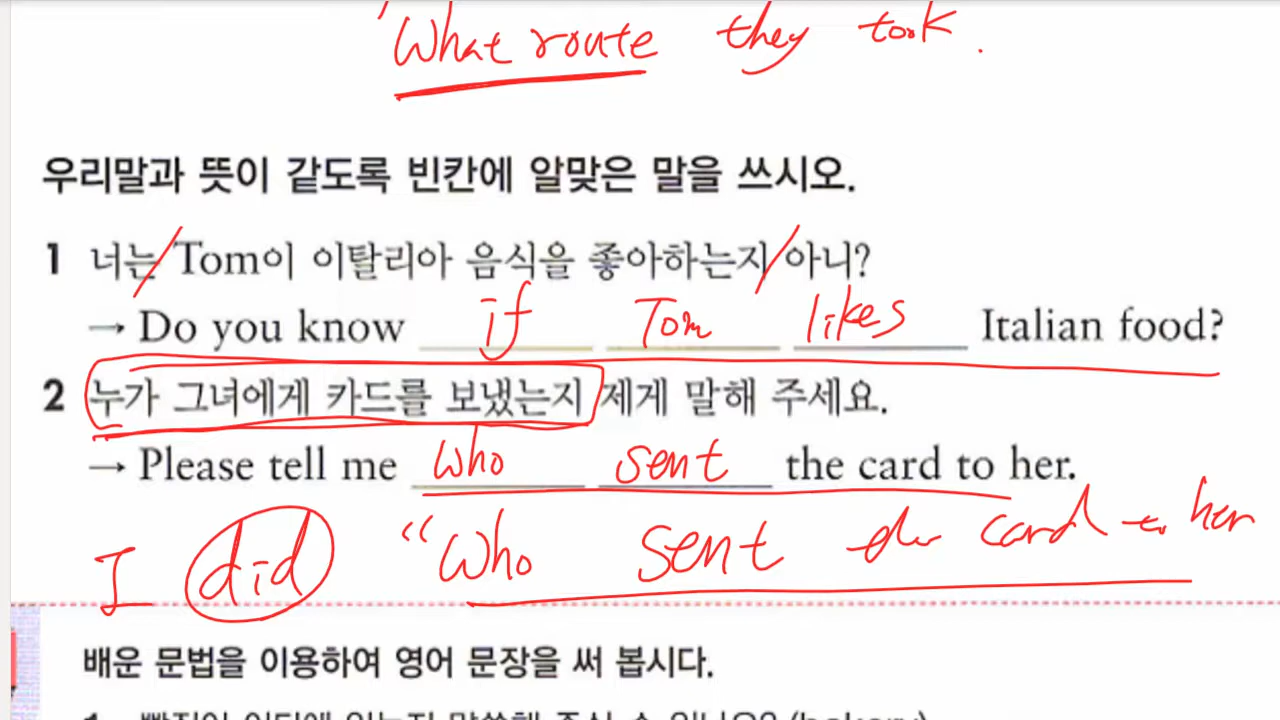 What route they took.
우리말과 뜻이 같도록 빈칸에 알맞은 말을 쓰시오.
1 너는 Tom이 이탈리아 음식을 좋아하는지 아니?
→ Do you know if Tom likes Italian food?
2 누가 그녀에게 카드를 보냈는지 제게 말해 주세요.
→ Please tell me who sent the card to her.
I did "Who sent the card to her
배운 문법을 이용하여 영어 문장을 써 봅시다.